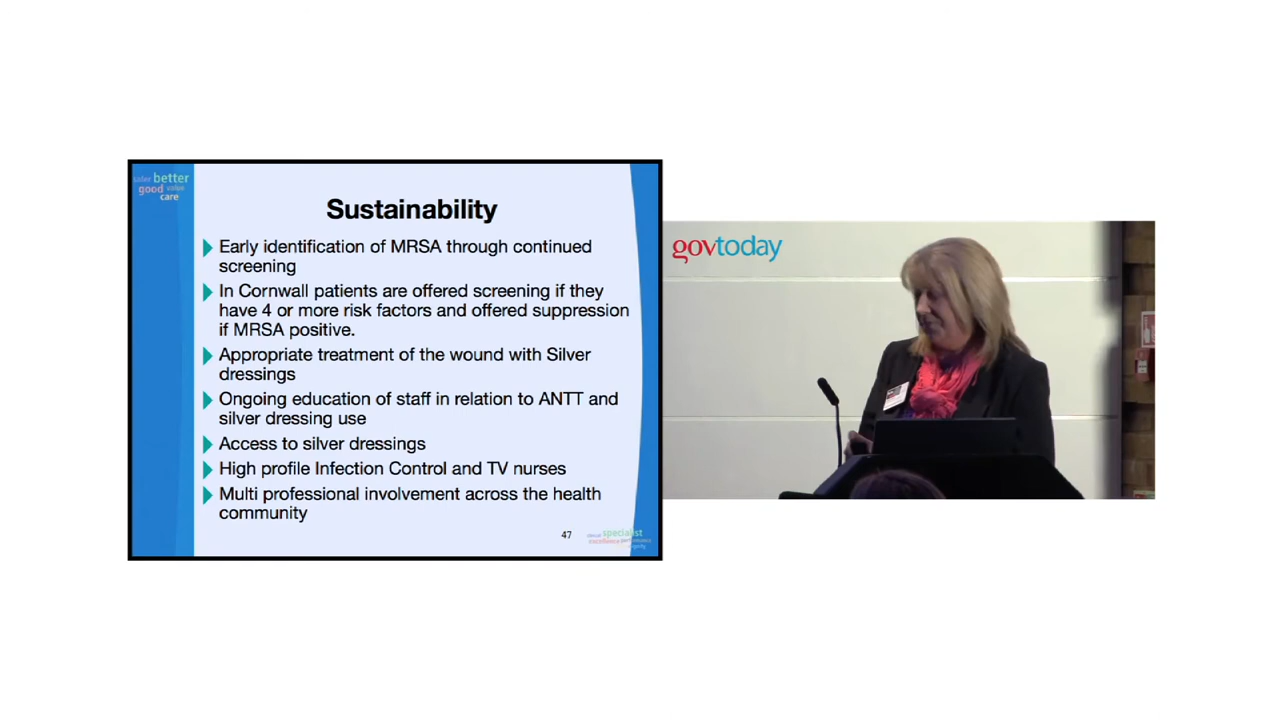 safer better
good value
care
Sustainability
Early identification of MRSA through continued
screening
In Cornwall patients are offered screening if they
have 4 or more risk factors and offered suppression
if MRSA positive.
Appropriate treatment of the wound with Silver
dressings
Ongoing education of staff in relation to ANTT and
silver dressing use
Access to silver dressings
High profile Infection Control and TV nurses
Multi professional involvement across the health
community
47
specialist
excellence
govtoday